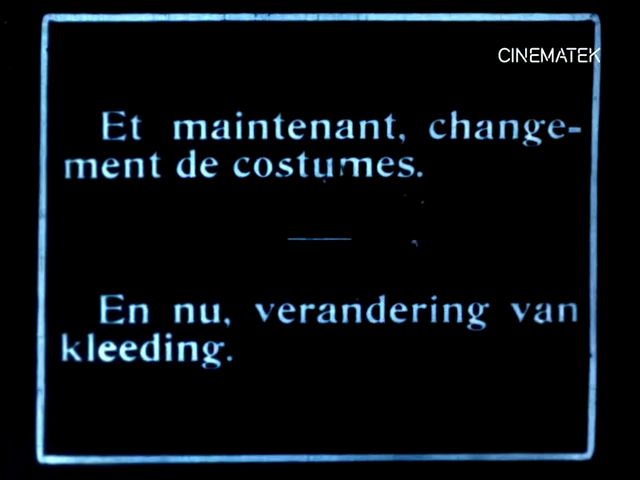 CINEMATEK
Et maintenant, change-
ment de costumes.
En nu, verandering van
kleeding.